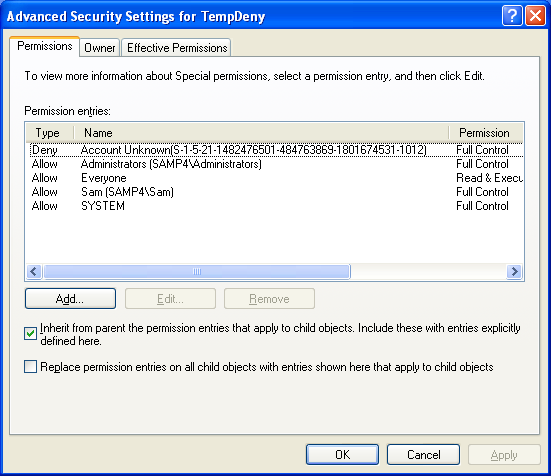 Advanced Security Settings for TempDeny
Permissions Owner Effective Permissions
To view more information about Special permissions, select a permission entry, and then click Edit.
Permission entries:
Type Name Permission
Deny Account Unknown(S-1-5-21-1482476501-484763869-1801674531-1012) Full Control
Allow Administrators (SAMP4\Administrators) Full Control
Allow Everyone Read & Execu
Allow Sam (SAMP4\Sam) Full Control
Allow SYSTEM Full Control
Add... Edit... Remove
Inherit from parent the permission entries that apply to child objects. Include these with entries explicitly
defined here.
Replace permission entries on all child objects with entries shown here that apply to child objects
OK Cancel Apply